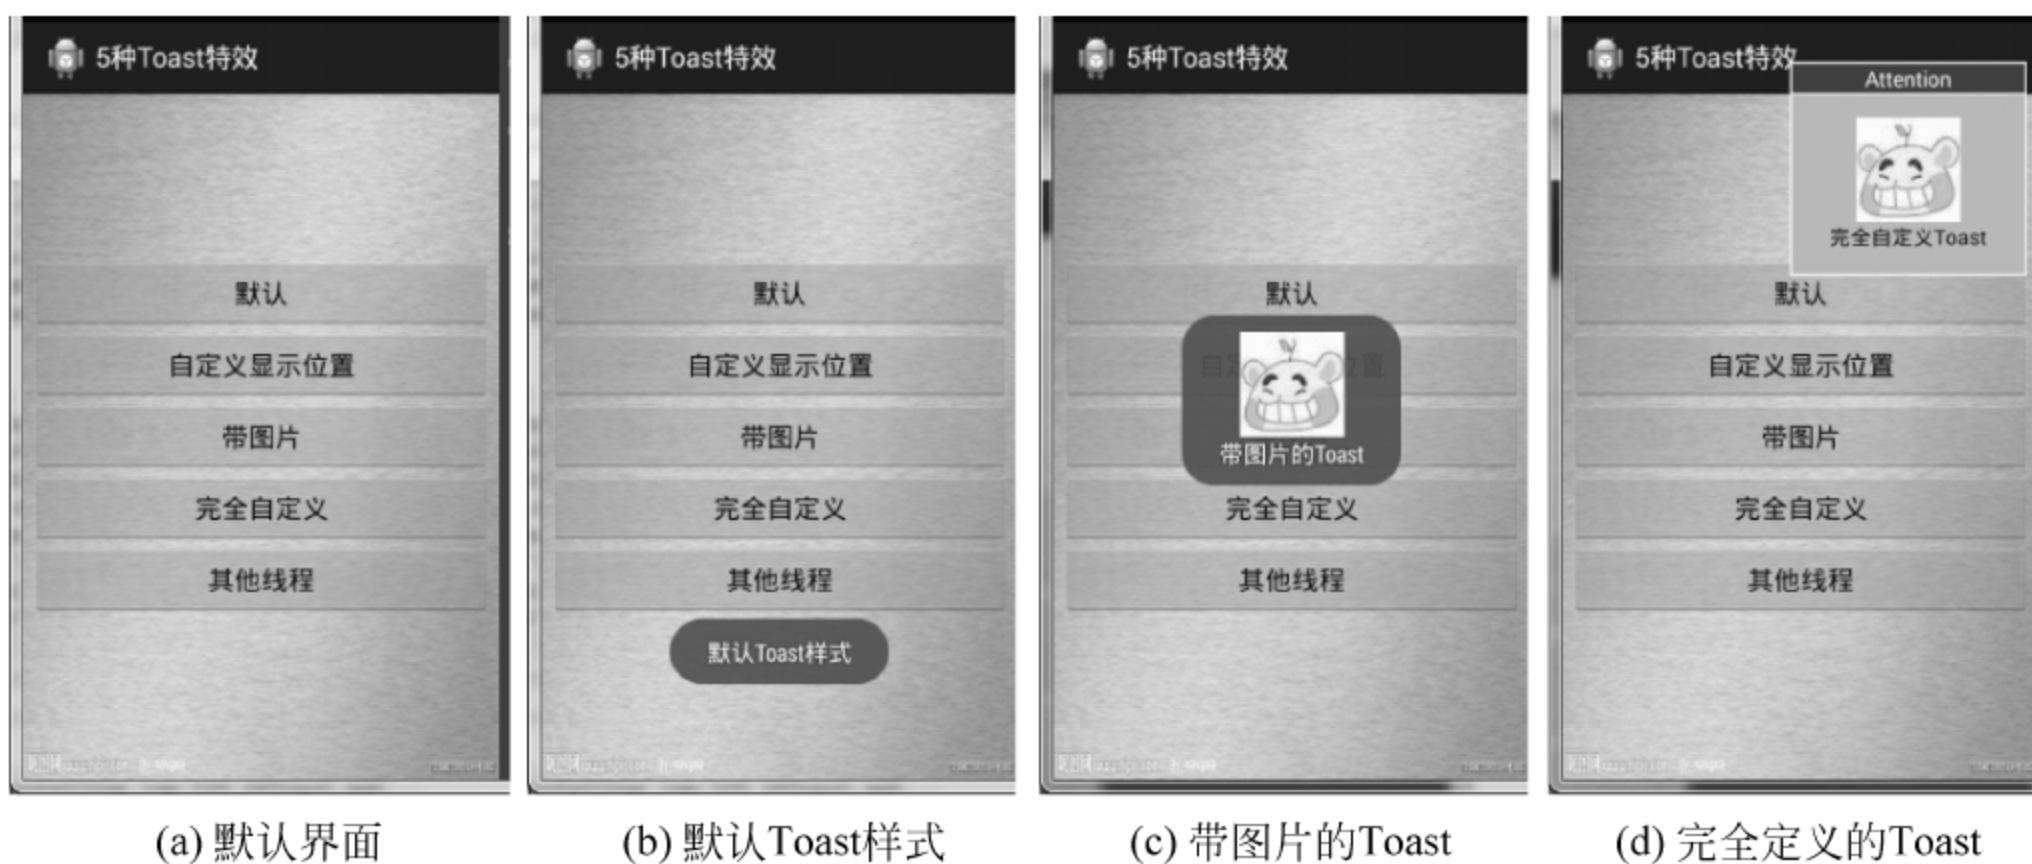 5种Toast特效
默认
自定义显示位置
带图片
完全自定义
其他线程
(a) 默认界面
5种Toast特效
默认
自定义显示位置
带图片
完全自定义
其他线程
默认Toast样式
(b) 默认Toast样式
5种Toast特效
默认
自定 位置
带图片的Toast
完全自定义
其他线程
(c) 带图片的Toast
5种Toast特效
Attention
完全自定义Toast
默认
自定义显示位置
带图片
完全自定义
其他线程
(d) 完全定义的Toast